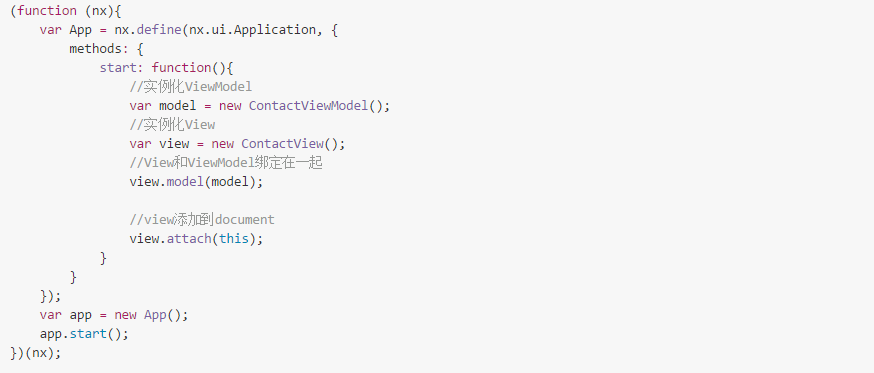 (function (nx){
    var App = nx.define(nx.ui.Application, {
        methods: {
            start: function(){
                //实例化ViewModel
                var model = new ContactViewModel();
                //实例化View
                var view = new ContactView();
                //View和ViewModel绑定在一起
                view.model(model);

                //view添加到document
                view.attach(this);
            }
        }
    });
    var app = new App();
    app.start();
})(nx);